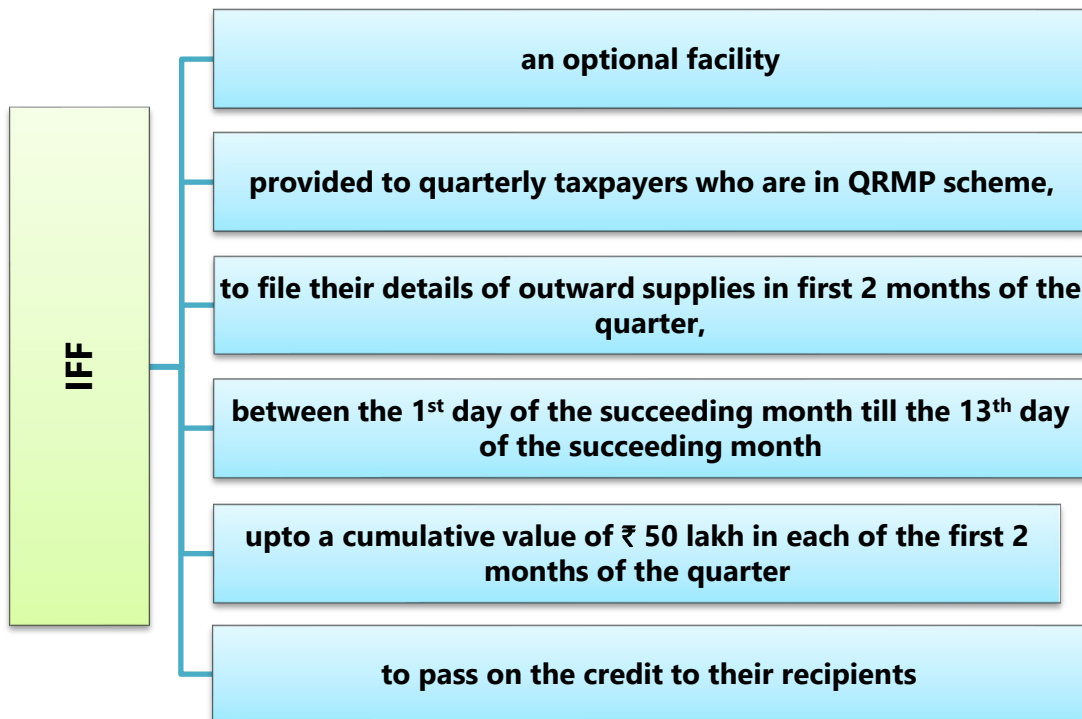 IFF
an optional facility
provided to quarterly taxpayers who are in QRMP scheme,
to file their details of outward supplies in first 2 months of the
quarter,
between the 1st day of the succeeding month till the 13th day
of the succeeding month
upto a cumulative value of ₹ 50 lakh in each of the first 2
months of the quarter
to pass on the credit to their recipients